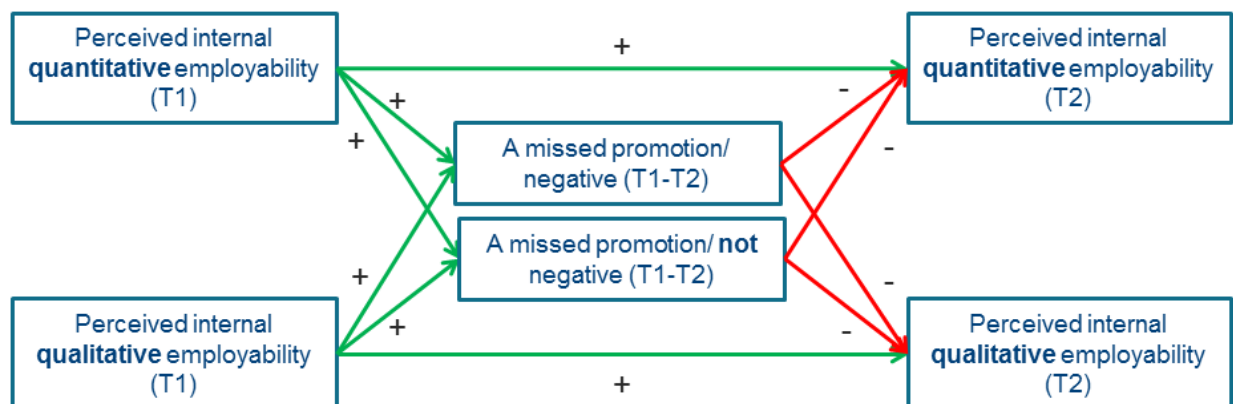 Perceived internal
quantitative employability
(T1)
+
Perceived internal
quantitative employability
(T2)
+
-
+
-
A missed promotion/
negative (T1-T2)
A missed promotion/ not
negative (T1-T2)
+
-
+
-
Perceived internal
qualitative employability
(T1)
+
Perceived internal
qualitative employability
(T2)